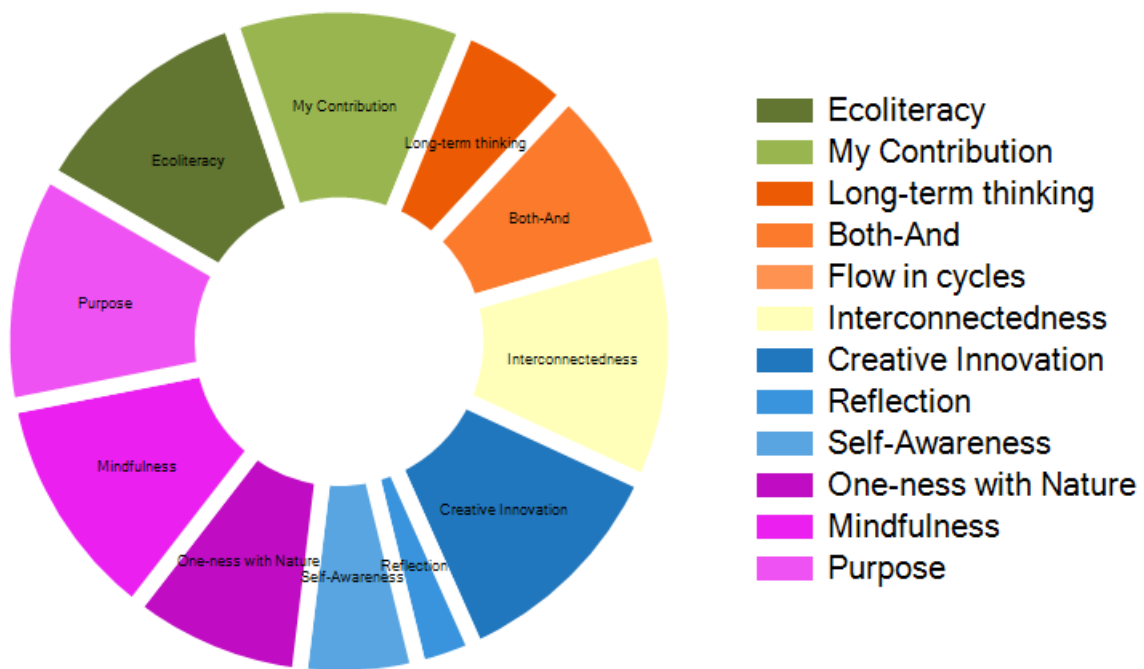 My Contribution
Long-term thinking
Ecoliteracy
Both-And
Purpose
Interconnectedness
Mindfulness
Creative Innovation
One-ness with Nature
Reflection
Self-Awareness
Ecoliteracy
My Contribution
Long-term thinking
Both-And
Flow in cycles
Interconnectedness
Creative Innovation
Reflection
Self-Awareness
One-ness with Nature
Mindfulness
Purpose